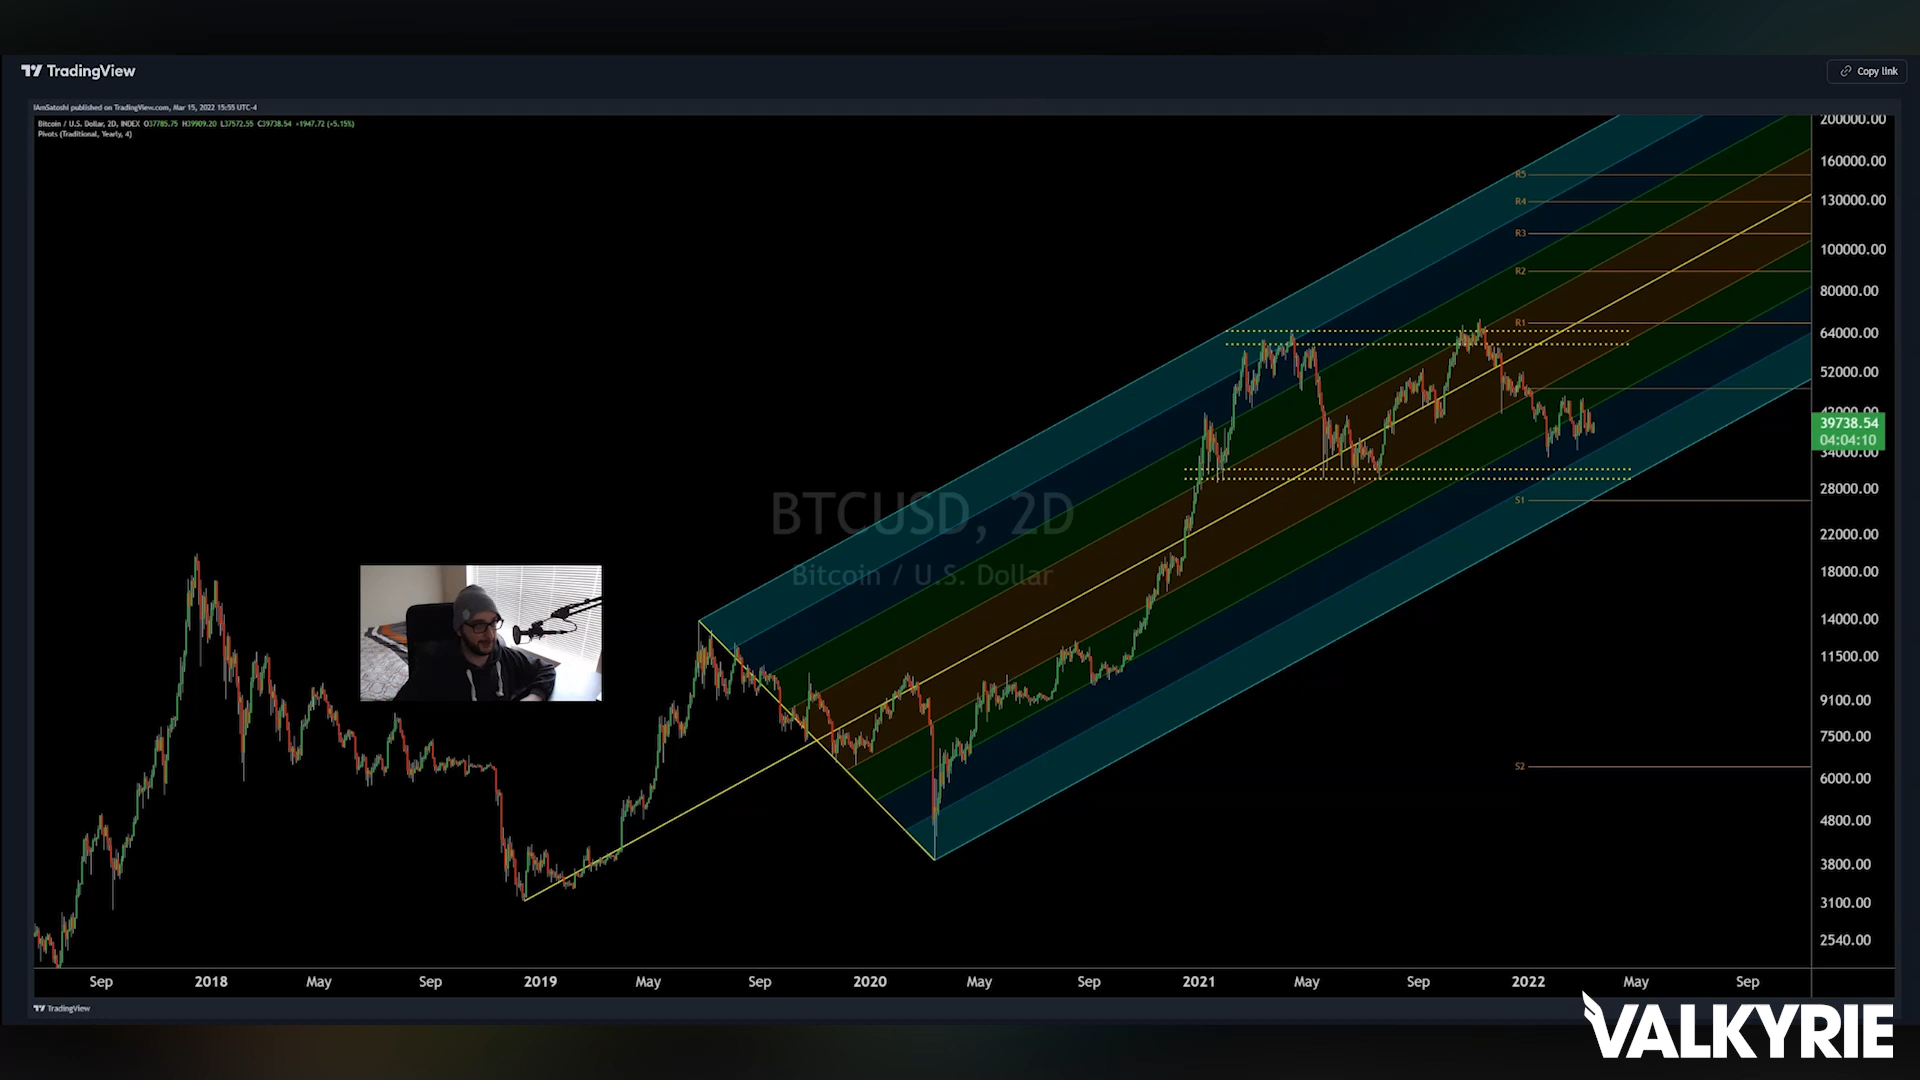 TradingView
Copy link
IAmSatoshi published on TradingView.com, Mar 15, 2022 15:55 UTC-4
Bitcoin / U.S. Dollar, 2D, INDEX O37785.75 H39909.20 L37572.55 C39738.54 +1947.72 (+5.15%)
Pivots (Traditional, Yearly, 4)
200000.00
160000.00
R5
R4
130000.00
R3
100000.00
R2
80000.00
R1
64000.00
52000.00
42000.00
39738.54
04:04:10
34000.00
28000.00
S1
BTCUSD, 2D
22000.00
Bitcoin / U.S. Dollar
18000.00
14000.00
11500.00
9100.00
7500.00
S2
6000.00
4800.00
3800.00
3100.00
2540.00
Sep 2018 May Sep 2019 May Sep 2020 May Sep 2021 May Sep 2022 May Sep
TradingView
VALKYRIE